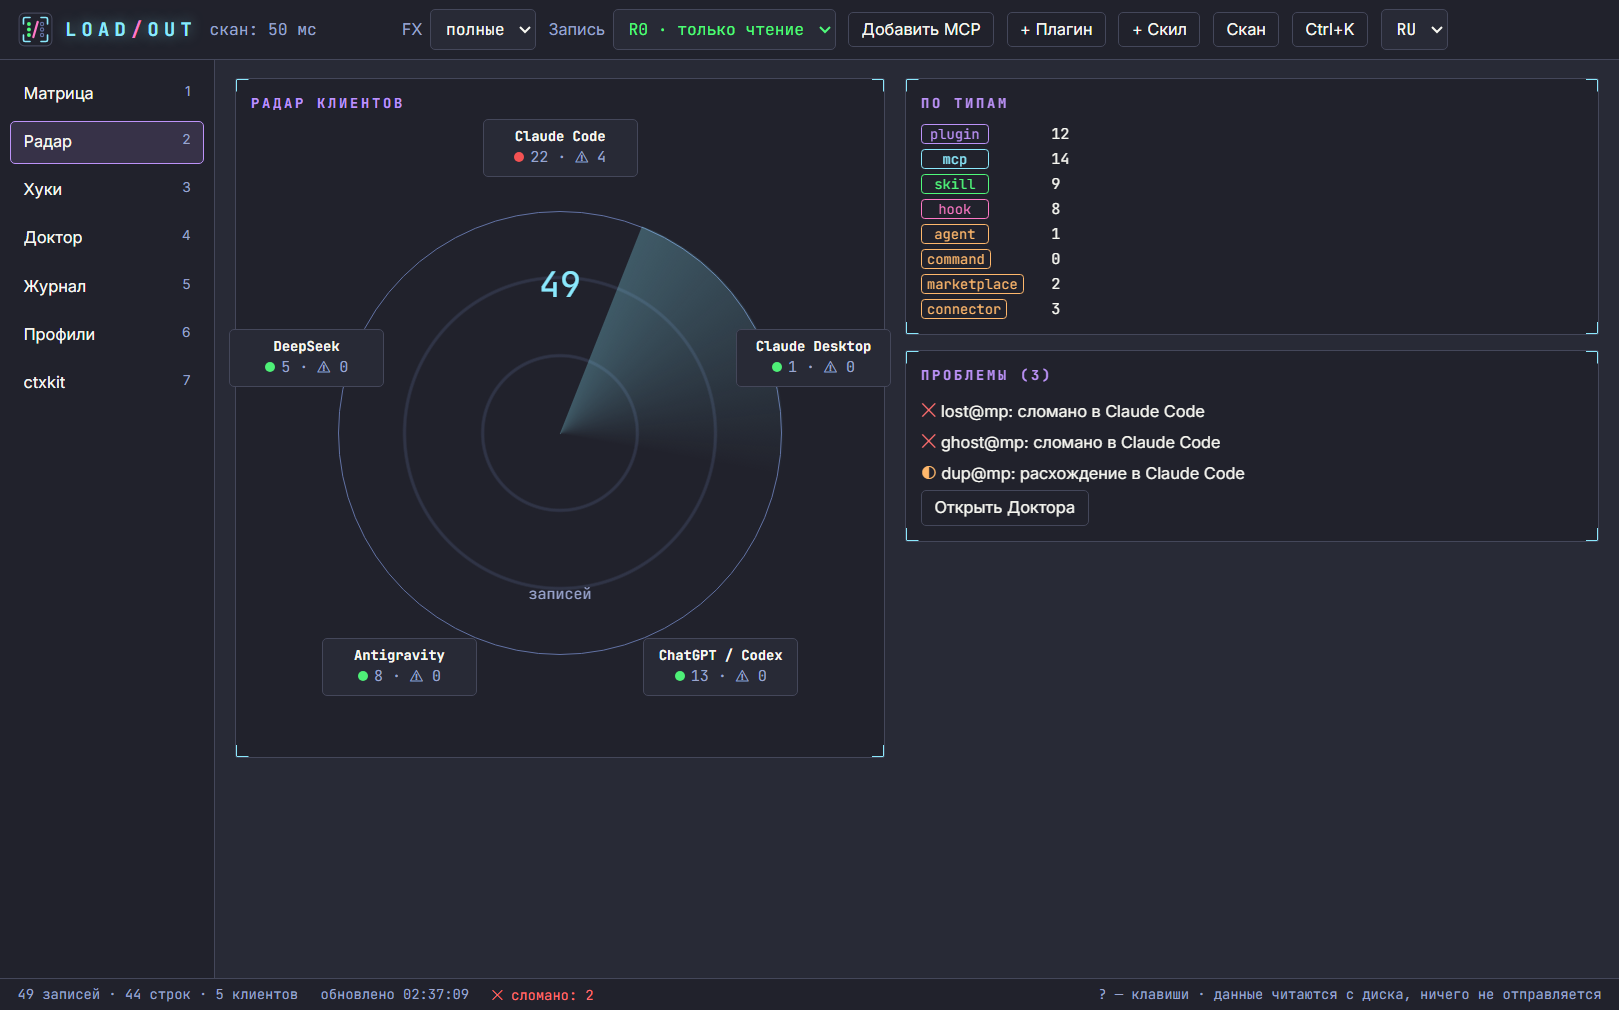 LOAD/OUT скан: 50 мс FX полные Запись R0 · только чтение Добавить MCP + Плагин + Скил Скан Ctrl+K RU
Матрица 1
Радар 2
Хуки 3
Доктор 4
Журнал 5
Профили 6
ctxkit 7
РАДАР КЛИЕНТОВ
Claude Code
22 · ⚠ 4
49
DeepSeek
5 · ⚠ 0
Claude Desktop
1 · ⚠ 0
записей
Antigravity
8 · ⚠ 0
ChatGPT / Codex
13 · ⚠ 0
ПО ТИПАМ
plugin 12
mcp 14
skill 9
hook 8
agent 1
command 0
marketplace 2
connector 3
ПРОБЛЕМЫ (3)
lost@mp: сломано в Claude Code
ghost@mp: сломано в Claude Code
dup@mp: расхождение в Claude Code
Открыть Доктора
49 записей · 44 строк · 5 клиентов обновлено 02:37:09 сломано: 2 ? — клавиши · данные читаются с диска, ничего не отправляется